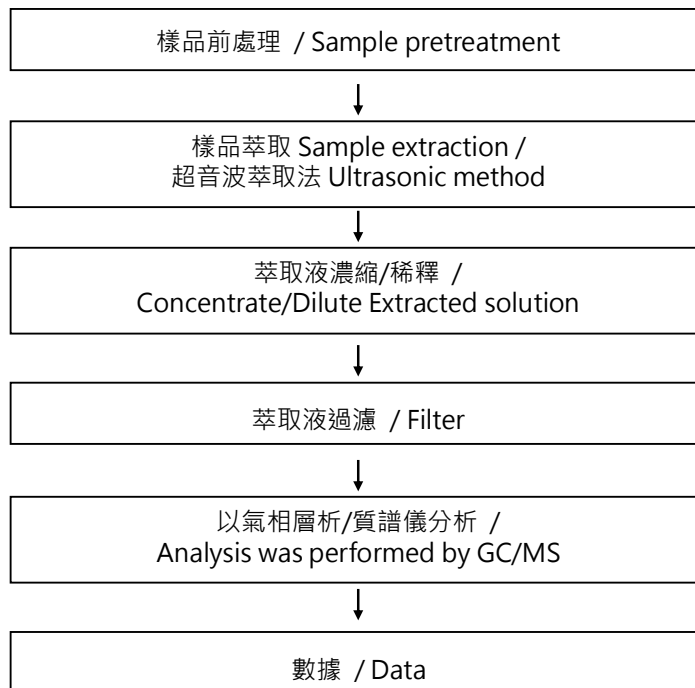 樣品前處理 / Sample pretreatment
樣品萃取 Sample extraction /
超音波萃取法 Ultrasonic method
萃取液濃縮/稀釋 /
Concentrate/Dilute Extracted solution
萃取液過濾 / Filter
以氣相層析/質譜儀分析 /
Analysis was performed by GC/MS
數據 / Data